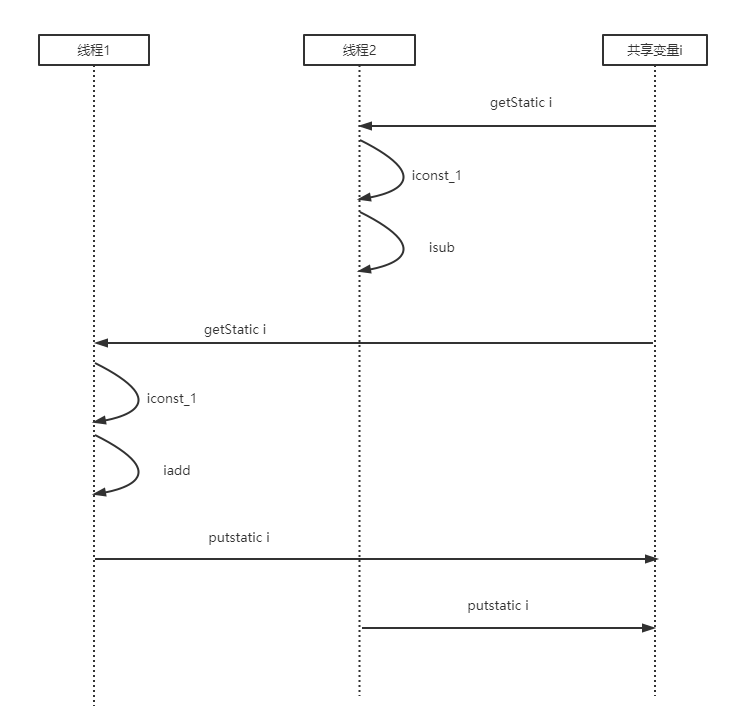 线程1
线程2
共享变量i
getStatic i
iconst_1
isub
getStatic i
iconst_1
iadd
putstatic i
putstatic i